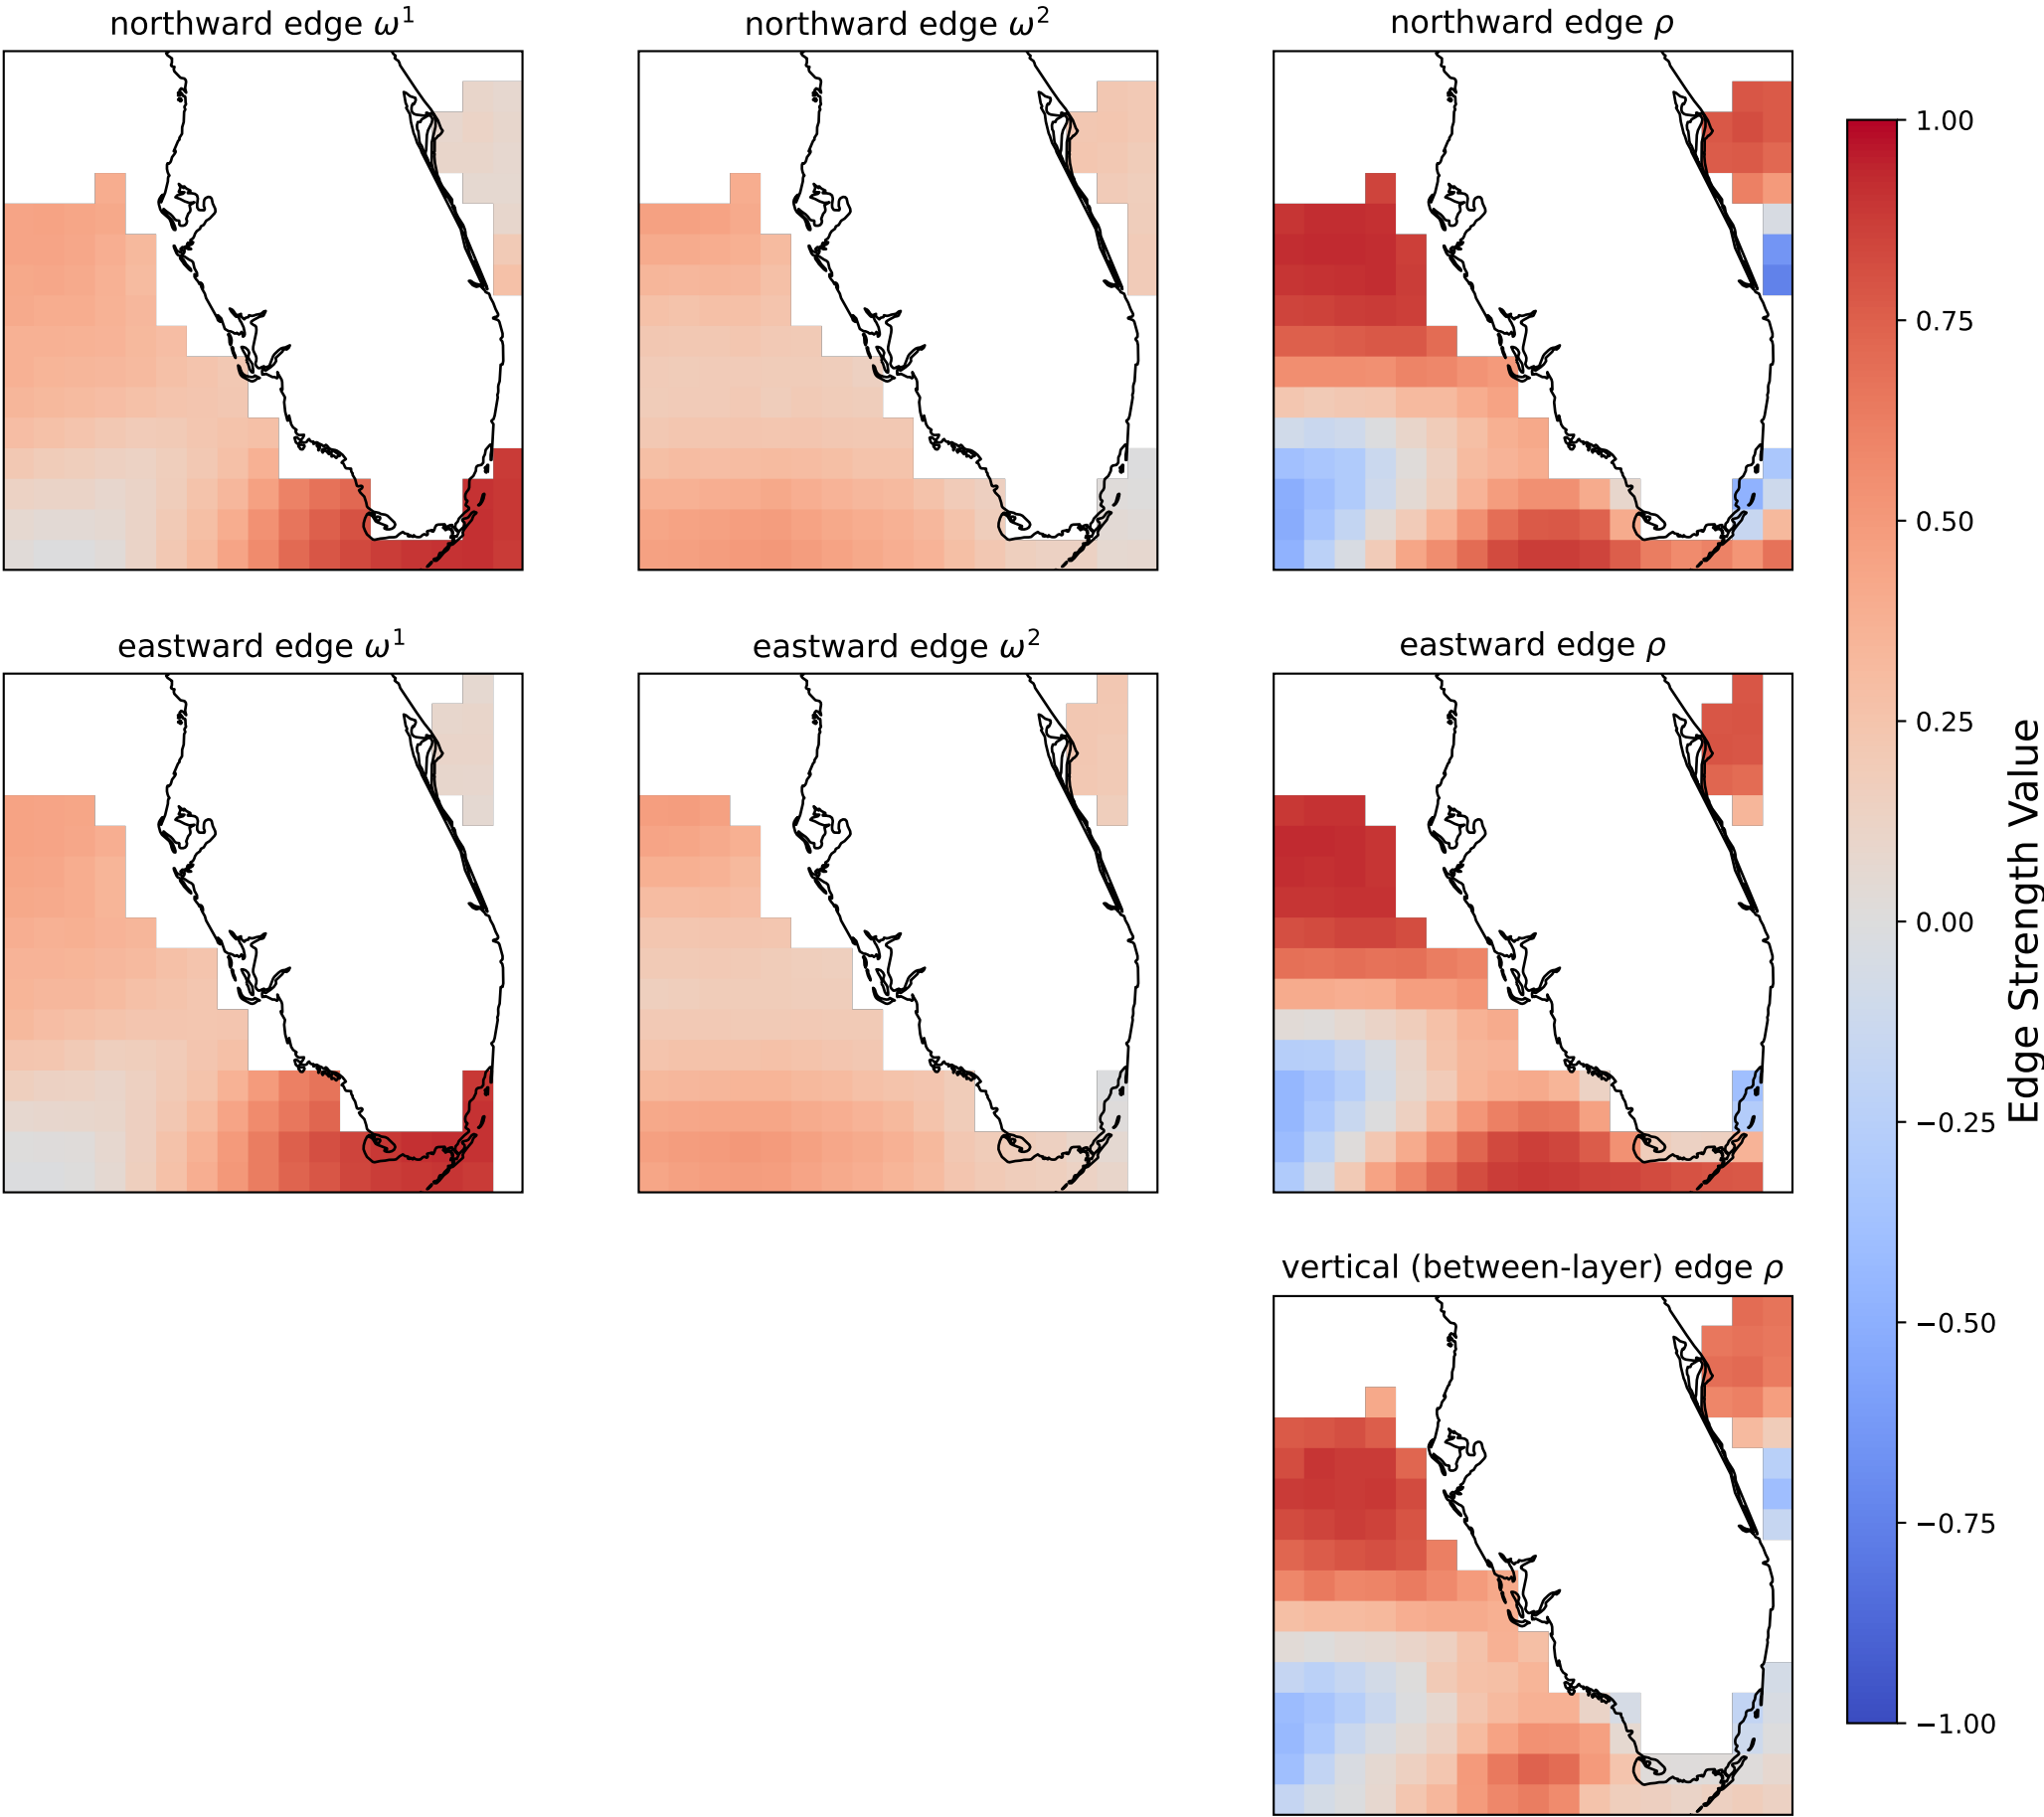 northward edge ω¹
northward edge ω²
northward edge ρ
eastward edge ω¹
eastward edge ω²
eastward edge ρ
vertical (between-layer) edge ρ
1.00
0.75
0.50
0.25
0.00
−0.25
−0.50
−0.75
−1.00
Edge Strength Value